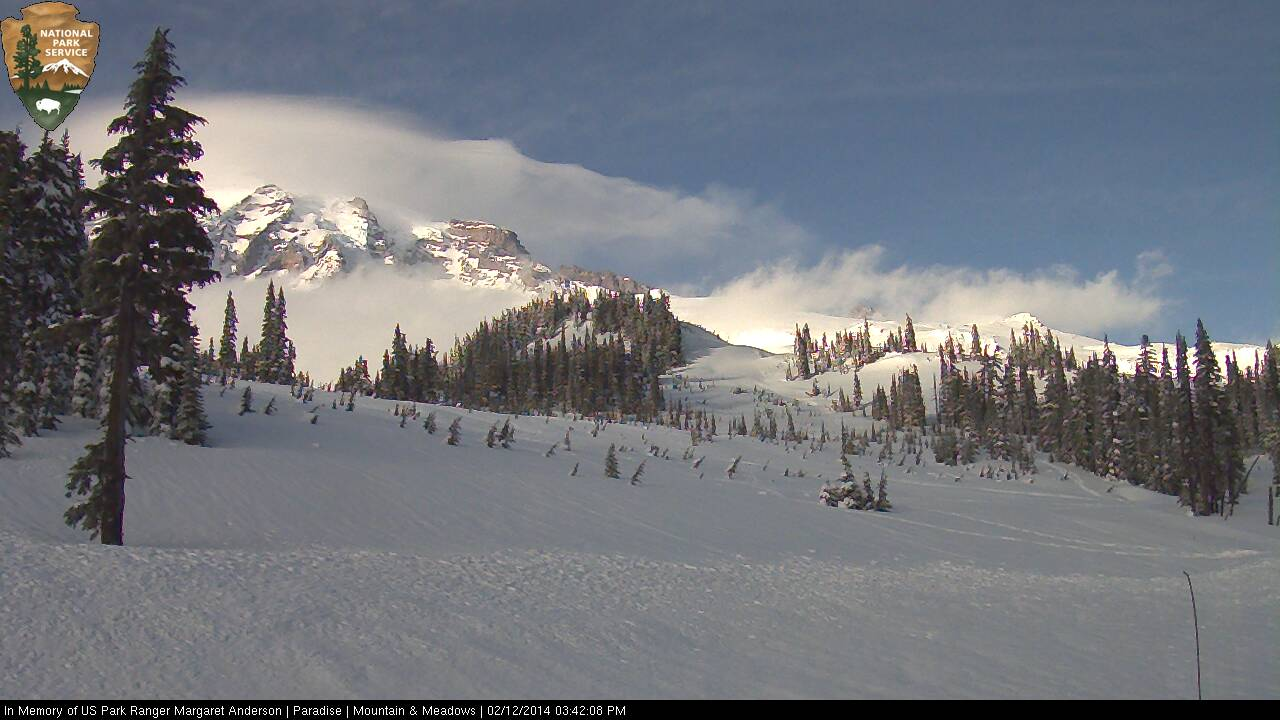 NATIONAL
PARK
SERVICE
In Memory of US Park Ranger Margaret Anderson | Paradise | Mountain & Meadows | 02/12/2014 03:42:08 PM